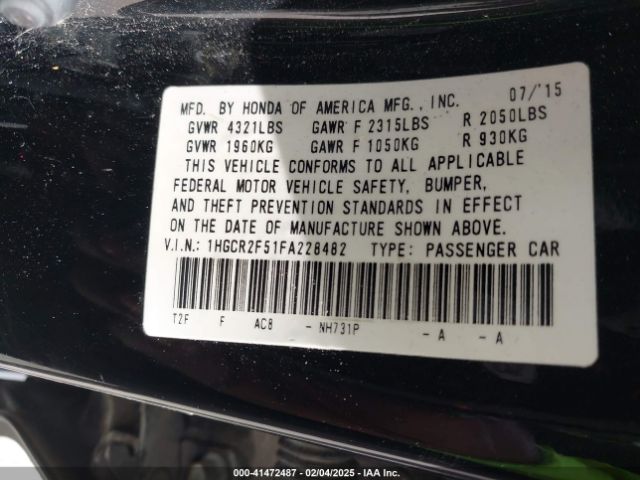 MFD. BY HONDA OF AMERICA MFG., INC. 07/'15
GVWR 4321LBS GAWR F 2315LBS R 2050LBS
GVWR 1960KG GAWR F 1050KG R 930KG
THIS VEHICLE CONFORMS TO ALL APPLICABLE
FEDERAL MOTOR VEHICLE SAFETY, BUMPER,
AND THEFT PREVENTION STANDARDS IN EFFECT
ON THE DATE OF MANUFACTURE SHOWN ABOVE.
V.I.N.: 1HGCR2F51FA228482 TYPE: PASSENGER CAR
T2F F AC8 - NH731P - A - A
000-41472487 - 02/04/2025 - IAA Inc.